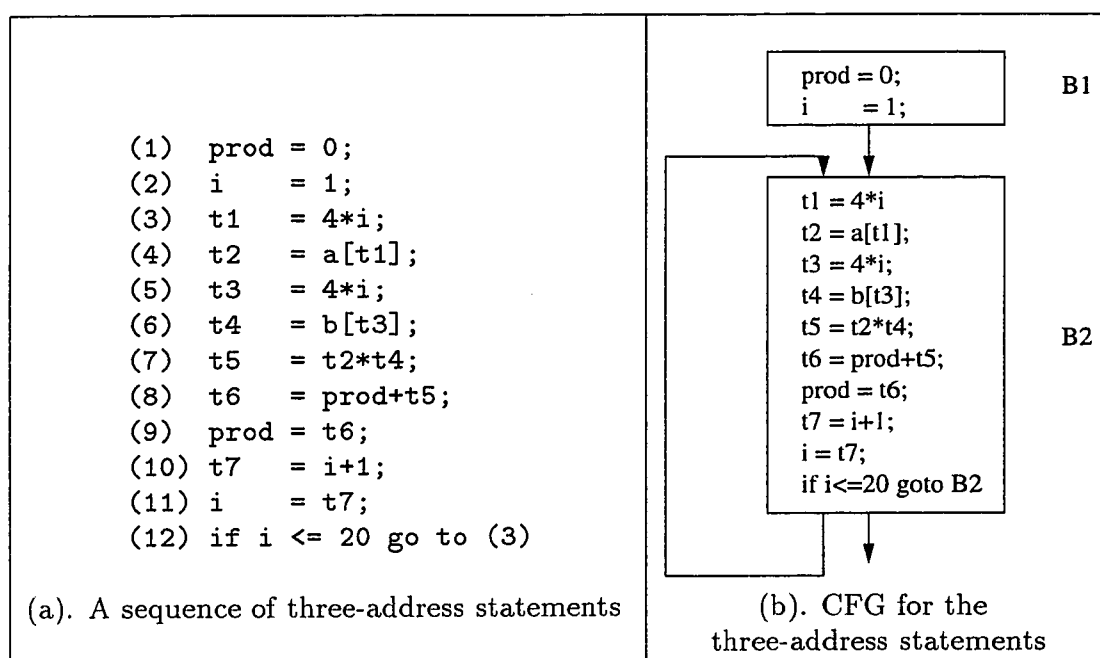 (1) prod = 0;
(2) i = 1;
(3) t1 = 4*i;
(4) t2 = a[t1];
(5) t3 = 4*i;
(6) t4 = b[t3];
(7) t5 = t2*t4;
(8) t6 = prod+t5;
(9) prod = t6;
(10) t7 = i+1;
(11) i = t7;
(12) if i <= 20 go to (3)
(a). A sequence of three-address statements
prod = 0;
i = 1;
B1
t1 = 4*i
t2 = a[t1];
t3 = 4*i;
t4 = b[t3];
t5 = t2*t4;
t6 = prod+t5;
prod = t6;
t7 = i+1;
i = t7;
if i<=20 goto B2
B2
(b). CFG for the
three-address statements